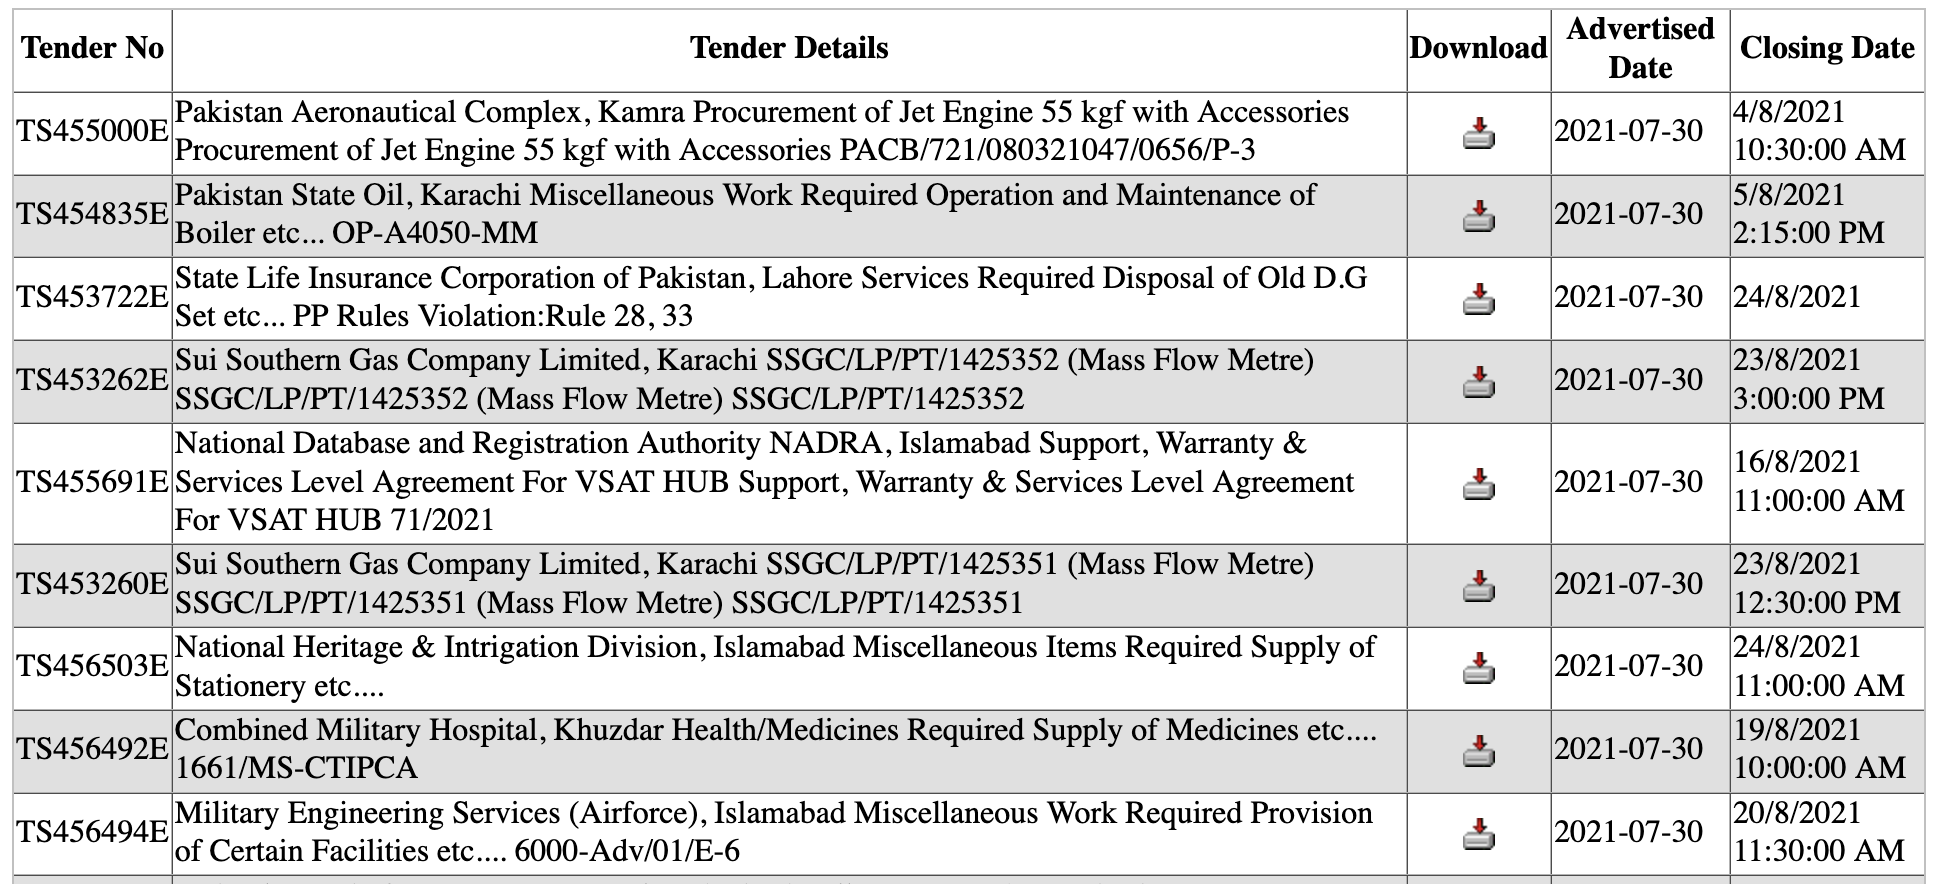 Tender No Tender Details Download Advertised Date Closing Date
TS455000E
Pakistan Aeronautical Complex, Kamra Procurement of Jet Engine 55 kgf with Accessories
Procurement of Jet Engine 55 kgf with Accessories PACB/721/080321047/0656/P-3
2021-07-30
4/8/2021
10:30:00 AM
TS454835E
Pakistan State Oil, Karachi Miscellaneous Work Required Operation and Maintenance of
Boiler etc... OP-A4050-MM
2021-07-30
5/8/2021
2:15:00 PM
TS453722E
State Life Insurance Corporation of Pakistan, Lahore Services Required Disposal of Old D.G
Set etc... PP Rules Violation:Rule 28, 33
2021-07-30
24/8/2021
TS453262E
Sui Southern Gas Company Limited, Karachi SSGC/LP/PT/1425352 (Mass Flow Metre)
SSGC/LP/PT/1425352 (Mass Flow Metre) SSGC/LP/PT/1425352
2021-07-30
23/8/2021
3:00:00 PM
TS455691E
National Database and Registration Authority NADRA, Islamabad Support, Warranty &
Services Level Agreement For VSAT HUB Support, Warranty & Services Level Agreement
For VSAT HUB 71/2021
2021-07-30
16/8/2021
11:00:00 AM
TS453260E
Sui Southern Gas Company Limited, Karachi SSGC/LP/PT/1425351 (Mass Flow Metre)
SSGC/LP/PT/1425351 (Mass Flow Metre) SSGC/LP/PT/1425351
2021-07-30
23/8/2021
12:30:00 PM
TS456503E
National Heritage & Intrigation Division, Islamabad Miscellaneous Items Required Supply of
Stationery etc....
2021-07-30
24/8/2021
11:00:00 AM
TS456492E
Combined Military Hospital, Khuzdar Health/Medicines Required Supply of Medicines etc....
1661/MS-CTIPCA
2021-07-30
19/8/2021
10:00:00 AM
TS456494E
Military Engineering Services (Airforce), Islamabad Miscellaneous Work Required Provision
of Certain Facilities etc.... 6000-Adv/01/E-6
2021-07-30
20/8/2021
11:30:00 AM